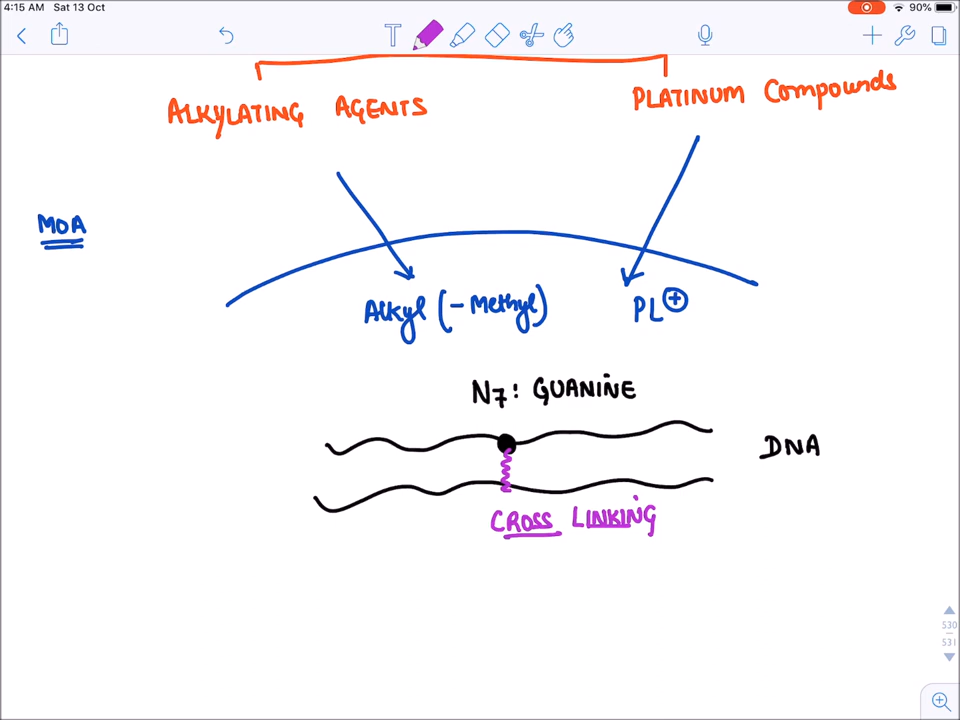 4:15 AM Sat 13 Oct
90%
T
ALKYLATING AGENTS
PLATINUM Compounds
MOA
Alkyl (-Methyl)
PL+
N7: GUANINE
DNA
CROSS LINKING
530
531